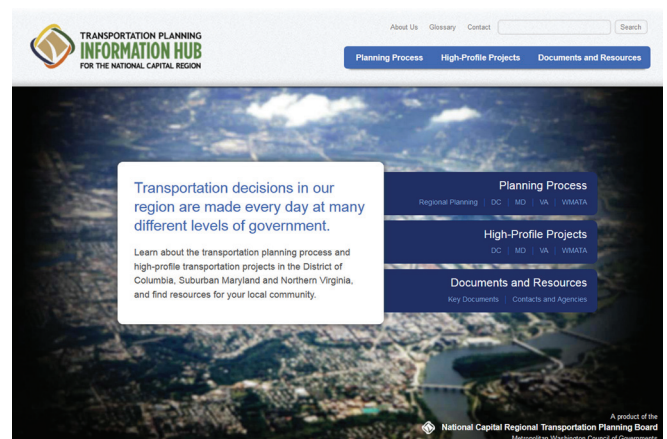 TRANSPORTATION PLANNING
INFORMATION HUB
FOR THE NATIONAL CAPITAL REGION
About Us Glossary Contact Search
Planning Process High-Profile Projects Documents and Resources
Transportation decisions in our
region are made every day at many
different levels of government.
Learn about the transportation planning process and
high-profile transportation projects in the District of
Columbia, Suburban Maryland and Northern Virginia,
and find resources for your local community.
Planning Process
Regional Planning | DC | MD | VA | WMATA
High-Profile Projects
DC | MD | VA | WMATA
Documents and Resources
Key Documents | Contacts and Agencies
A product of the
National Capital Regional Transportation Planning Board
Metropolitan Washington Council of Governments